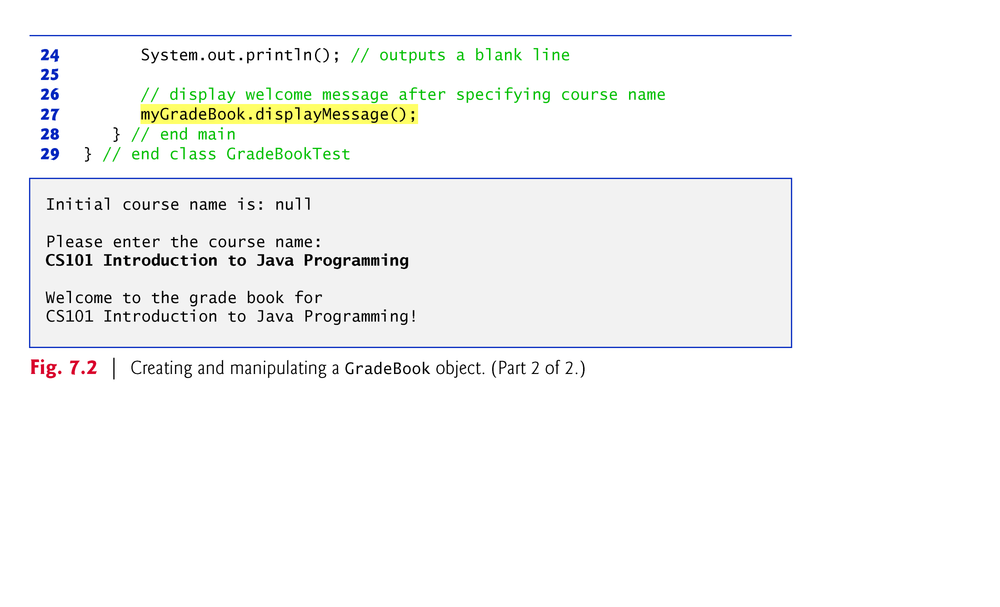 24 System.out.println(); // outputs a blank line
25
26 // display welcome message after specifying course name
27 myGradeBook.displayMessage();
28 } // end main
29 } // end class GradeBookTest
Initial course name is: null
Please enter the course name:
CS101 Introduction to Java Programming
Welcome to the grade book for
CS101 Introduction to Java Programming!
Fig. 7.2 | Creating and manipulating a GradeBook object. (Part 2 of 2.)